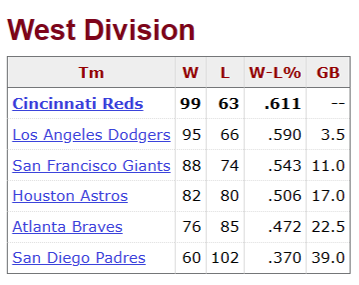 West Division
Tm W L W-L% GB
Cincinnati Reds 99 63 .611 --
Los Angeles Dodgers 95 66 .590 3.5
San Francisco Giants 88 74 .543 11.0
Houston Astros 82 80 .506 17.0
Atlanta Braves 76 85 .472 22.5
San Diego Padres 60 102 .370 39.0